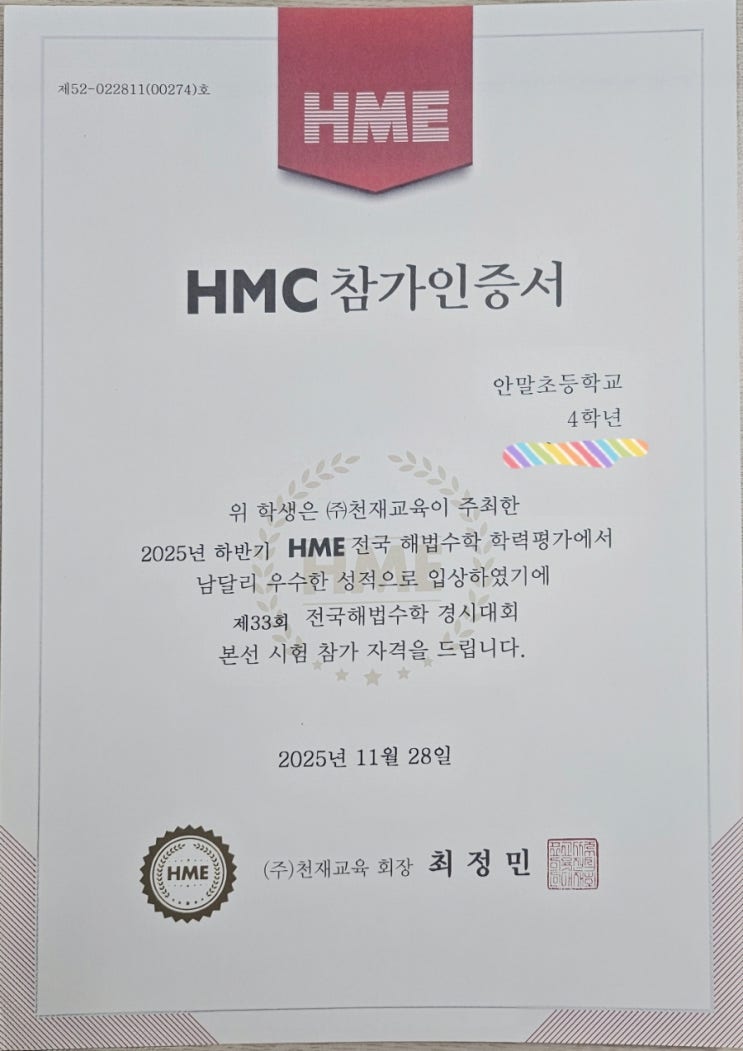 제52-022811(00274)호
HME
HMC 참가인증서
안말초등학교
4학년
위 학생은 ㈜천재교육이 주최한
2025년 하반기 HME 전국 해법수학 학력평가에서
남달리 우수한 성적으로 입상하였기에
제33회 전국해법수학 경시대회
본선 시험 참가 자격을 드립니다.
HME
2025년 11월 28일
HME
(주)천재교육 회장 최정민